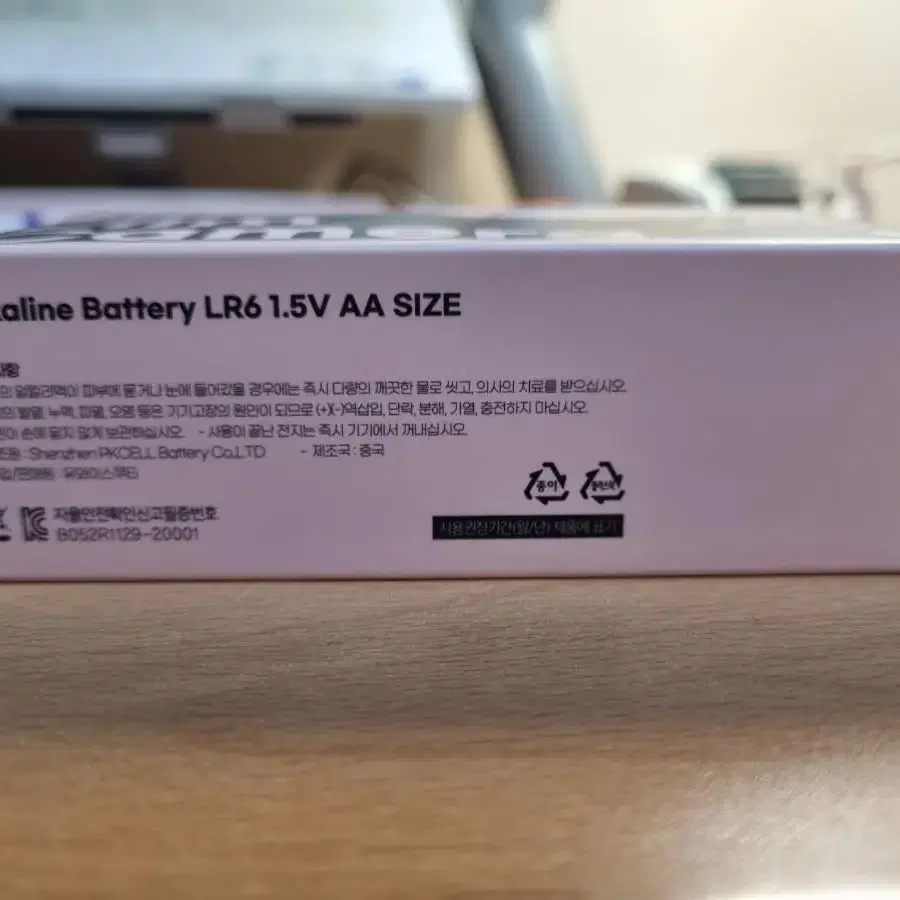 aline Battery LR6 1.5V AA SIZE
사항
의 알칼리액이 피부에 묻거나 눈에 들어갔을 경우에는 즉시 다량의 깨끗한 물로 씻고, 의사의 치료를 받으십시오.
의 발열, 누액, 파열, 오염 등은 기기고장의 원인이 되므로 (+)(-)역삽입, 단락, 분해, 가열, 충전하지 마십시오.
손에 닿지 않게 보관하십시오. - 사용이 끝난 전지는 즉시 기기에서 꺼내십시오.
: Shenzhen PKCELL Battery Co.,LTD - 제조국 : 중국
종이
자율안전확인신고필증번호
B052R1129-20001
사용권장기간(월/년) 제품에 표기